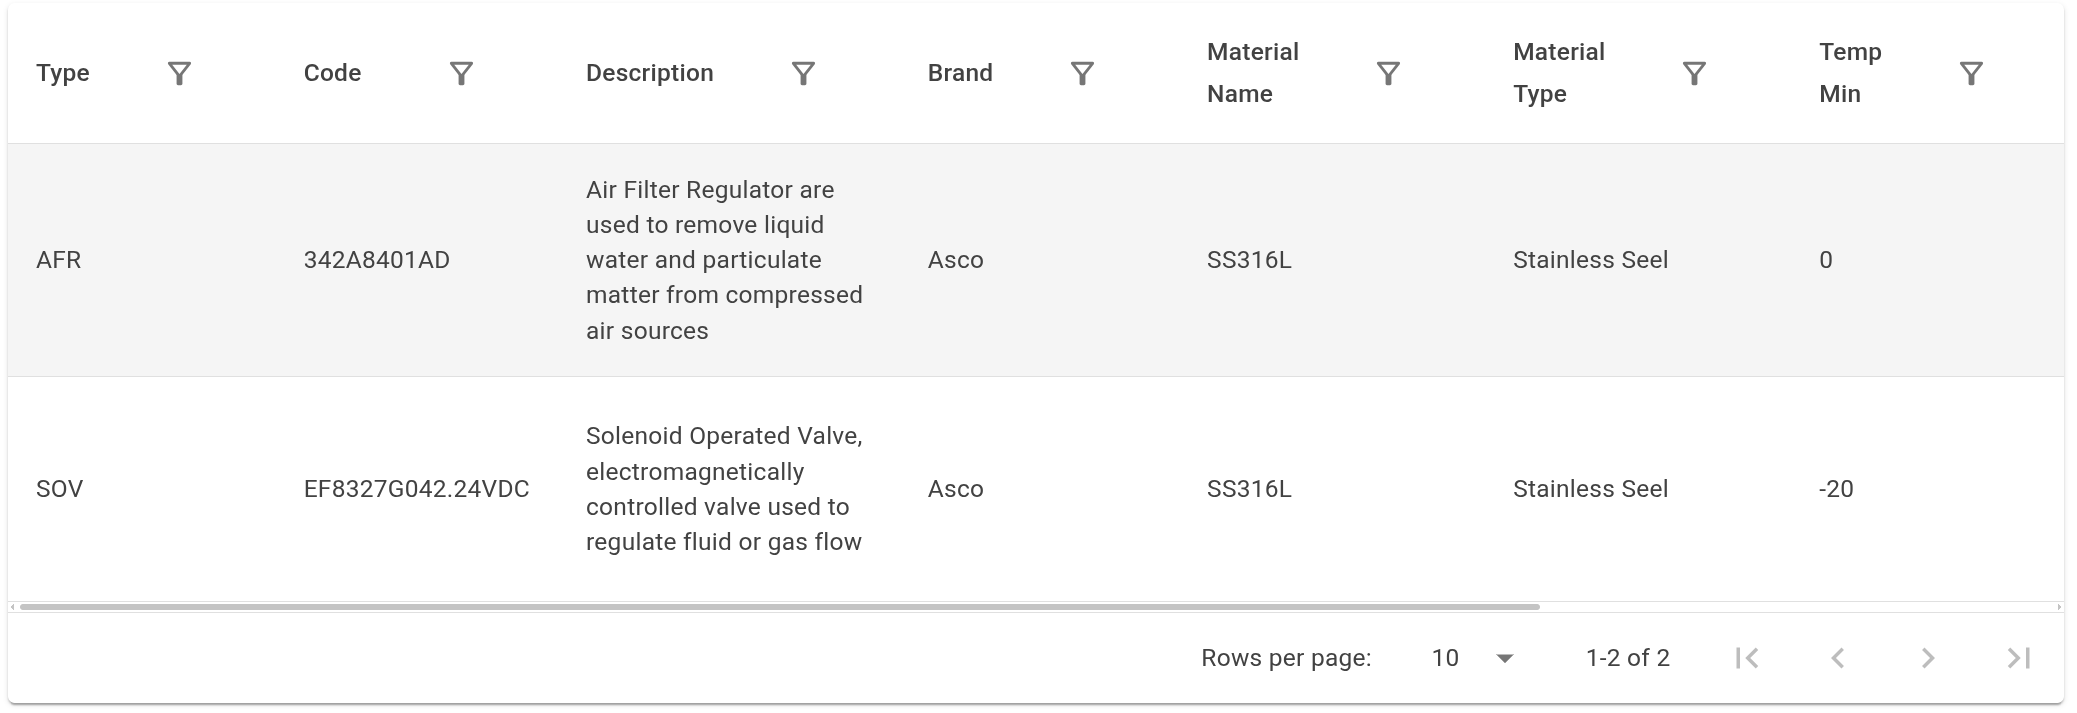 Type Code Description Brand Material Name Material Type Temp Min
AFR 342A8401AD Air Filter Regulator are
used to remove liquid
water and particulate
matter from compressed
air sources Asco SS316L Stainless Seel 0
SOV EF8327G042.24VDC Solenoid Operated Valve,
electromagnetically
controlled valve used to
regulate fluid or gas flow Asco SS316L Stainless Seel -20
Rows per page: 10 1-2 of 2